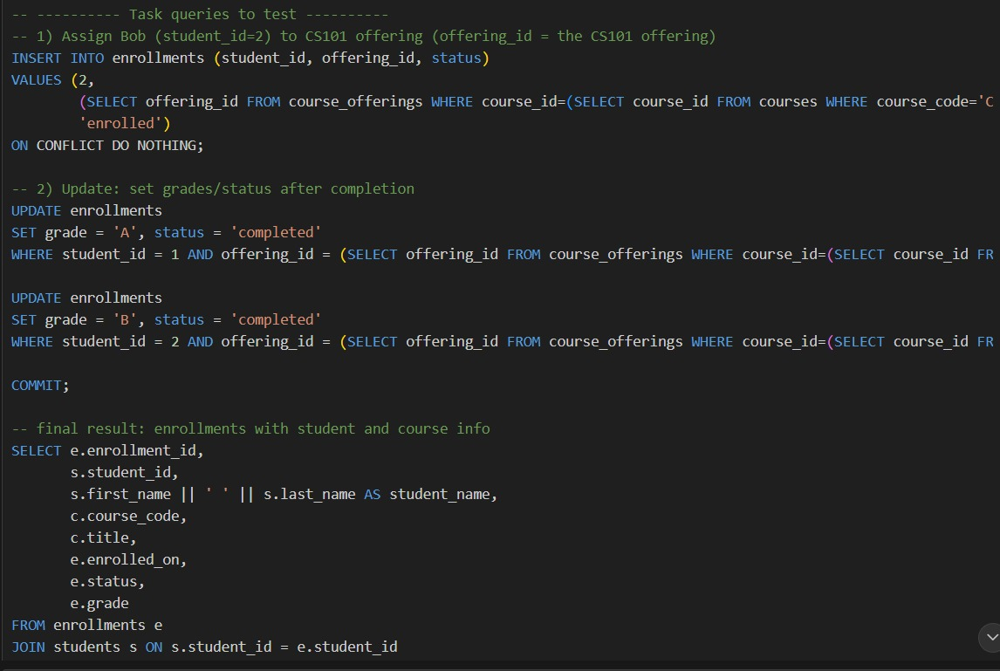 -- ---------- Task queries to test ----------
-- 1) Assign Bob (student_id=2) to CS101 offering (offering_id = the CS101 offering)
INSERT INTO enrollments (student_id, offering_id, status)
VALUES (2,
        (SELECT offering_id FROM course_offerings WHERE course_id=(SELECT course_id FROM courses WHERE course_code='C
        'enrolled')
ON CONFLICT DO NOTHING;

-- 2) Update: set grades/status after completion
UPDATE enrollments
SET grade = 'A', status = 'completed'
WHERE student_id = 1 AND offering_id = (SELECT offering_id FROM course_offerings WHERE course_id=(SELECT course_id FR

UPDATE enrollments
SET grade = 'B', status = 'completed'
WHERE student_id = 2 AND offering_id = (SELECT offering_id FROM course_offerings WHERE course_id=(SELECT course_id FR

COMMIT;

-- final result: enrollments with student and course info
SELECT e.enrollment_id,
       s.student_id,
       s.first_name || ' ' || s.last_name AS student_name,
       c.course_code,
       c.title,
       e.enrolled_on,
       e.status,
       e.grade
FROM enrollments e
JOIN students s ON s.student_id = e.student_id